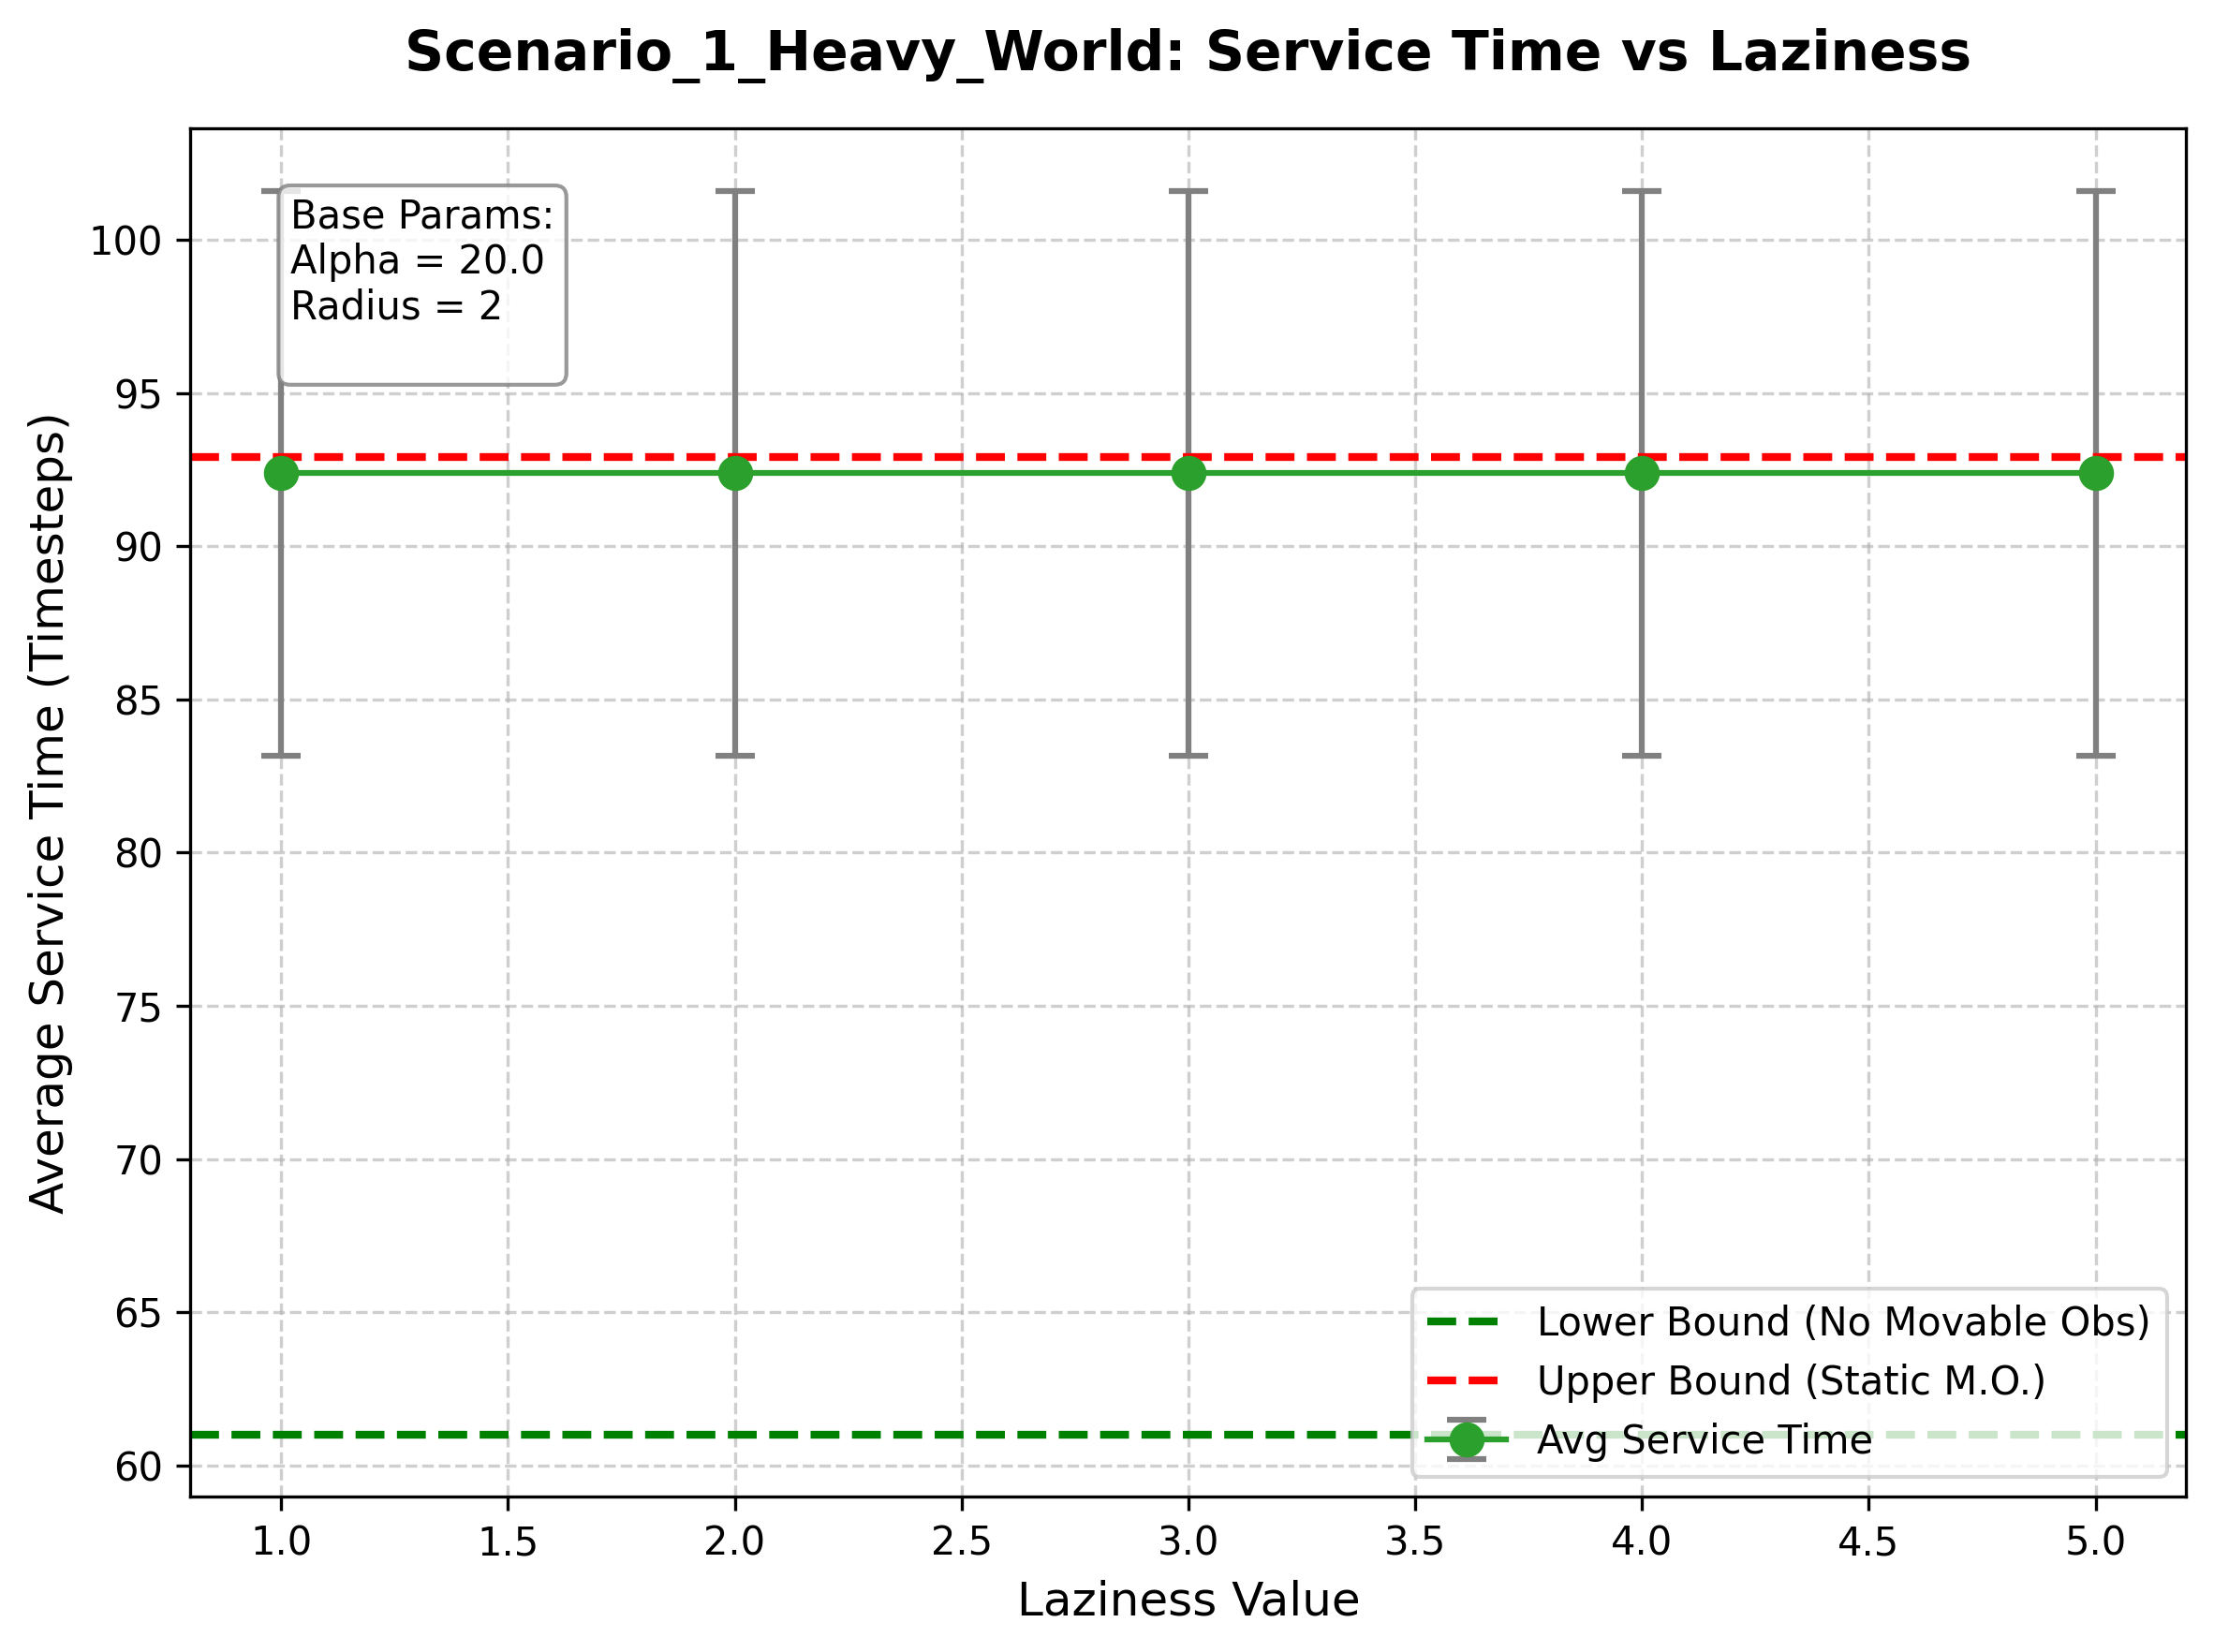 Scenario_1_Heavy_World: Service Time vs Laziness
Base Params:
Alpha = 20.0
Radius = 2
Average Service Time (Timesteps)
100
95
90
85
80
75
70
65
60
Lower Bound (No Movable Obs)
Upper Bound (Static M.O.)
Avg Service Time
1.0
1.5
2.0
2.5
3.0
3.5
4.0
4.5
5.0
Laziness Value